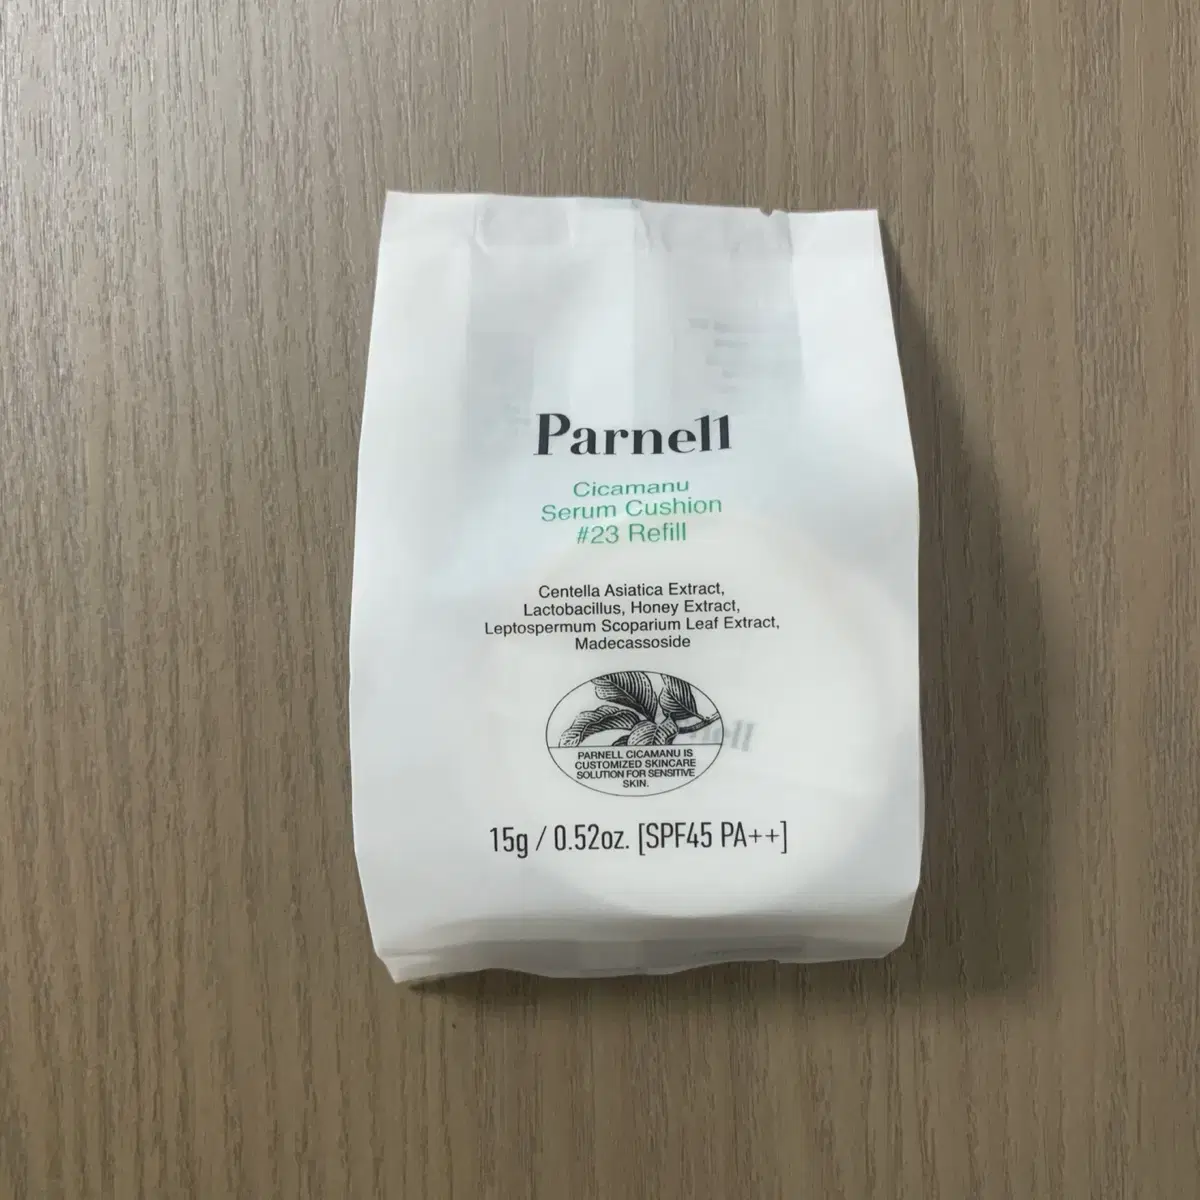 Parnell
Cicamanu
Serum Cushion
#23 Refill
Centella Asiatica Extract,
Lactobacillus, Honey Extract,
Leptospermum Scoparium Leaf Extract,
Madecassoside
PARNELL CICAMANU IS
CUSTOMIZED SKINCARE
SOLUTION FOR SENSITIVE
SKIN.
15g / 0.52oz. [SPF45 PA++]